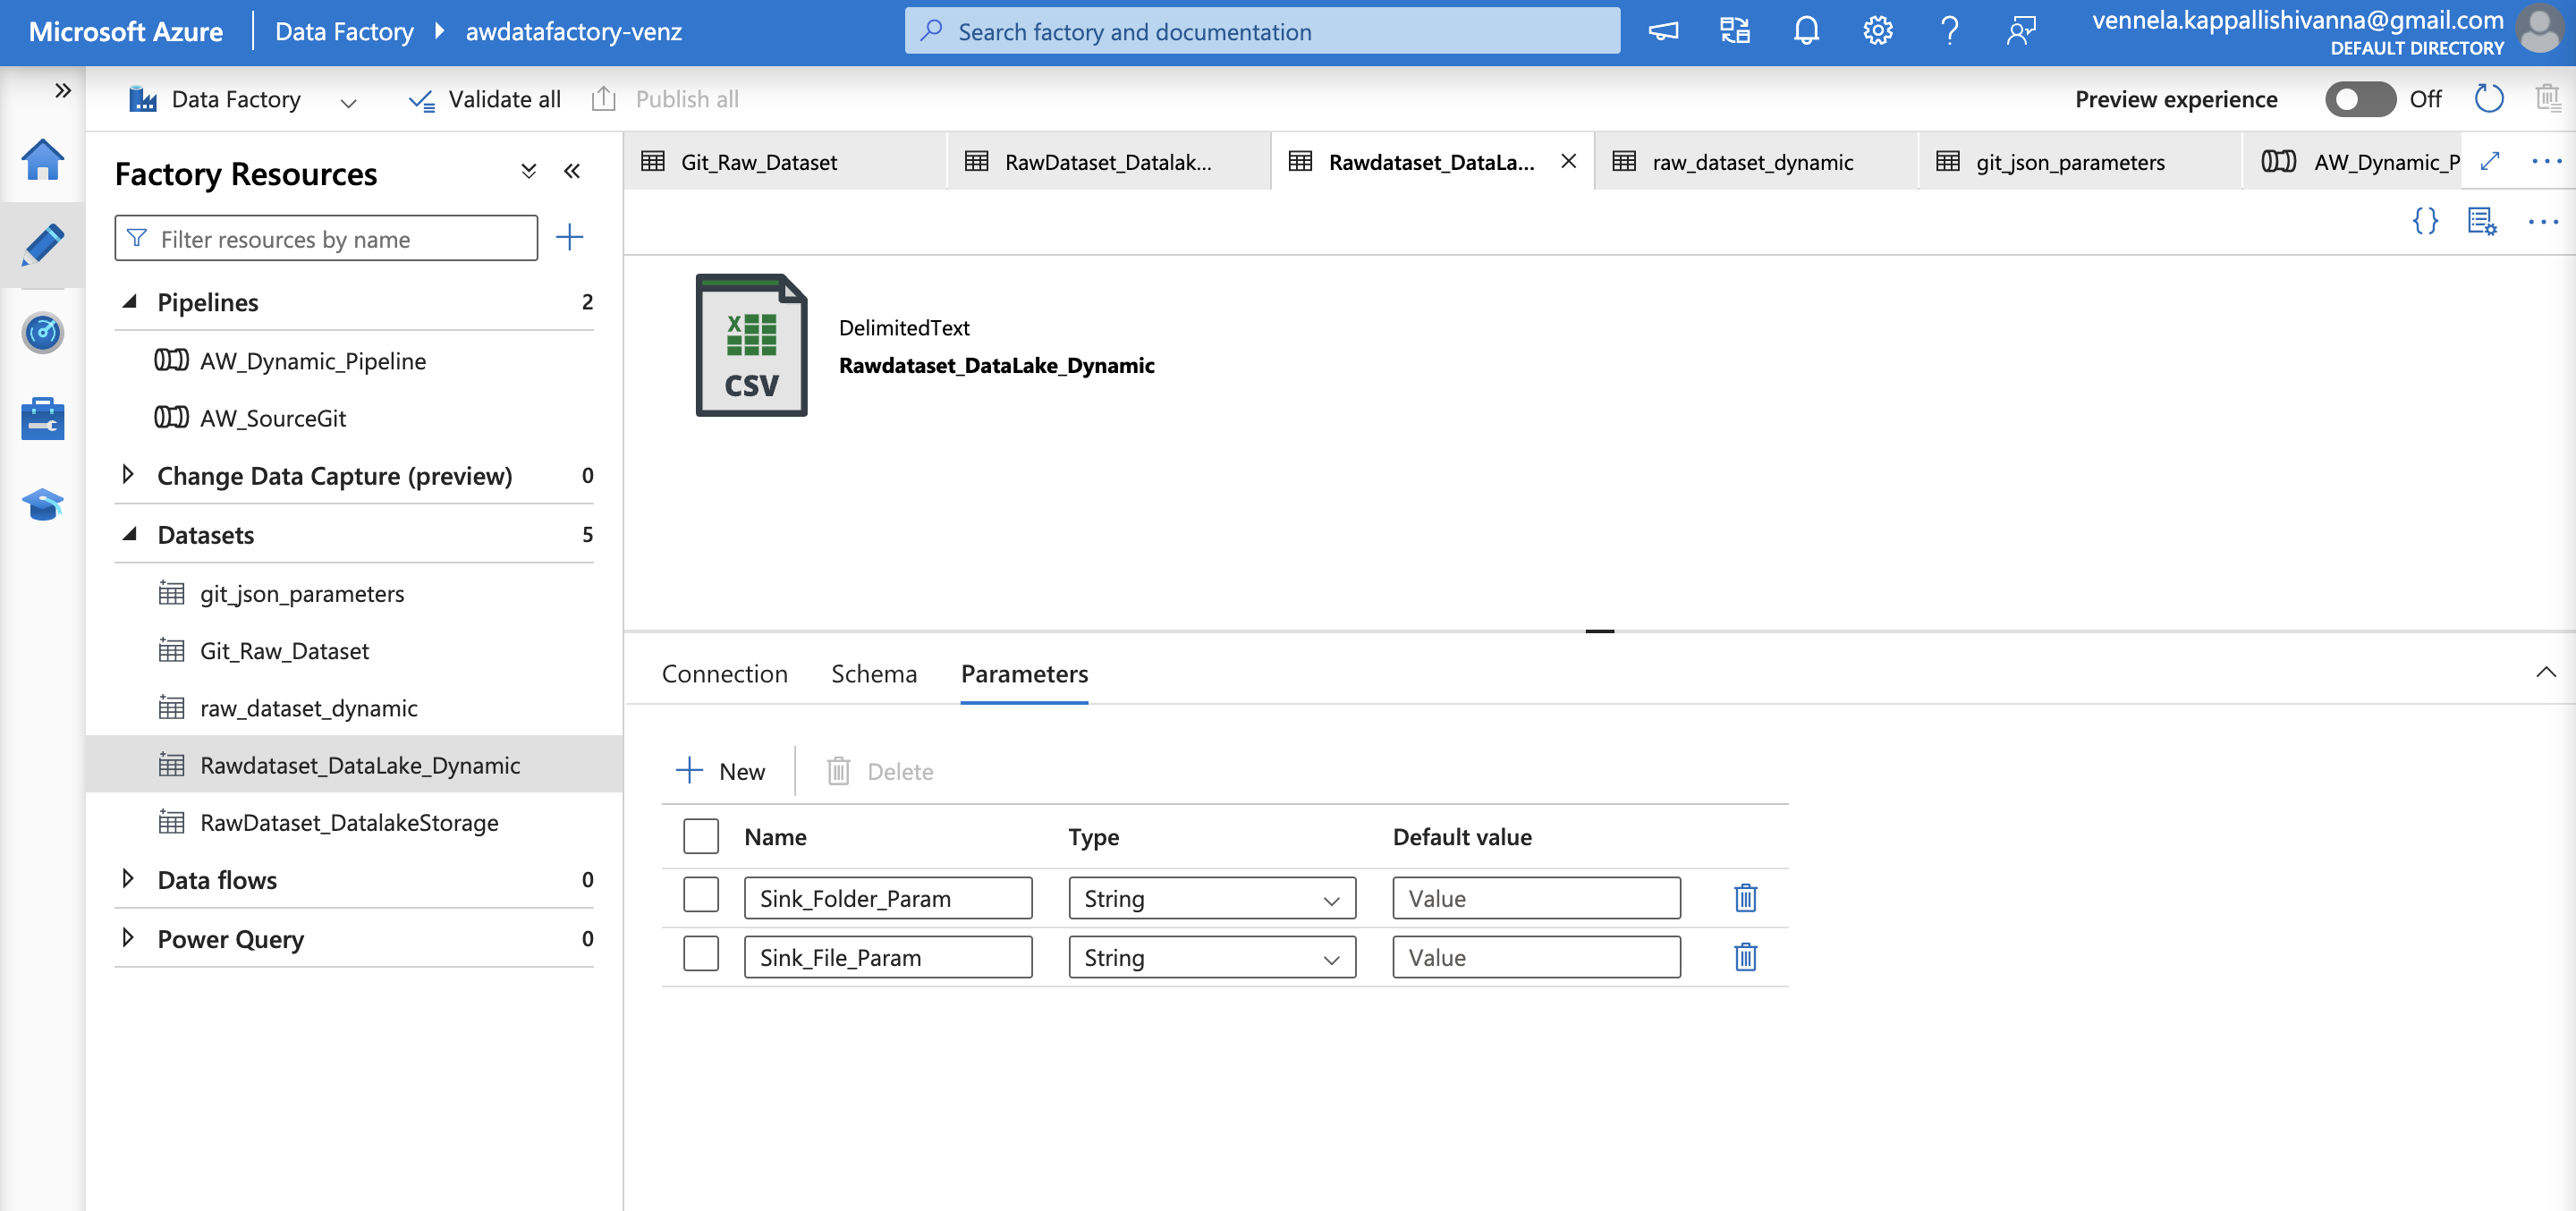 Microsoft Azure
Data Factory
awdatafactory-venz
Search factory and documentation
vennela.kappallishivanna@gmail.com
DEFAULT DIRECTORY
Data Factory
Validate all
Publish all
Preview experience
Off
Factory Resources
Filter resources by name
Pipelines 2
AW_Dynamic_Pipeline
AW_SourceGit
Change Data Capture (preview) 0
Datasets 5
git_json_parameters
Git_Raw_Dataset
raw_dataset_dynamic
Rawdataset_DataLake_Dynamic
RawDataset_DatalakeStorage
Data flows 0
Power Query 0
Git_Raw_Dataset
RawDataset_Datalak...
Rawdataset_DataLa...
raw_dataset_dynamic
git_json_parameters
AW_Dynamic_P
CSV
DelimitedText
Rawdataset_DataLake_Dynamic
Connection Schema Parameters
New Delete
Name Type Default value
Sink_Folder_Param String Value
Sink_File_Param String Value